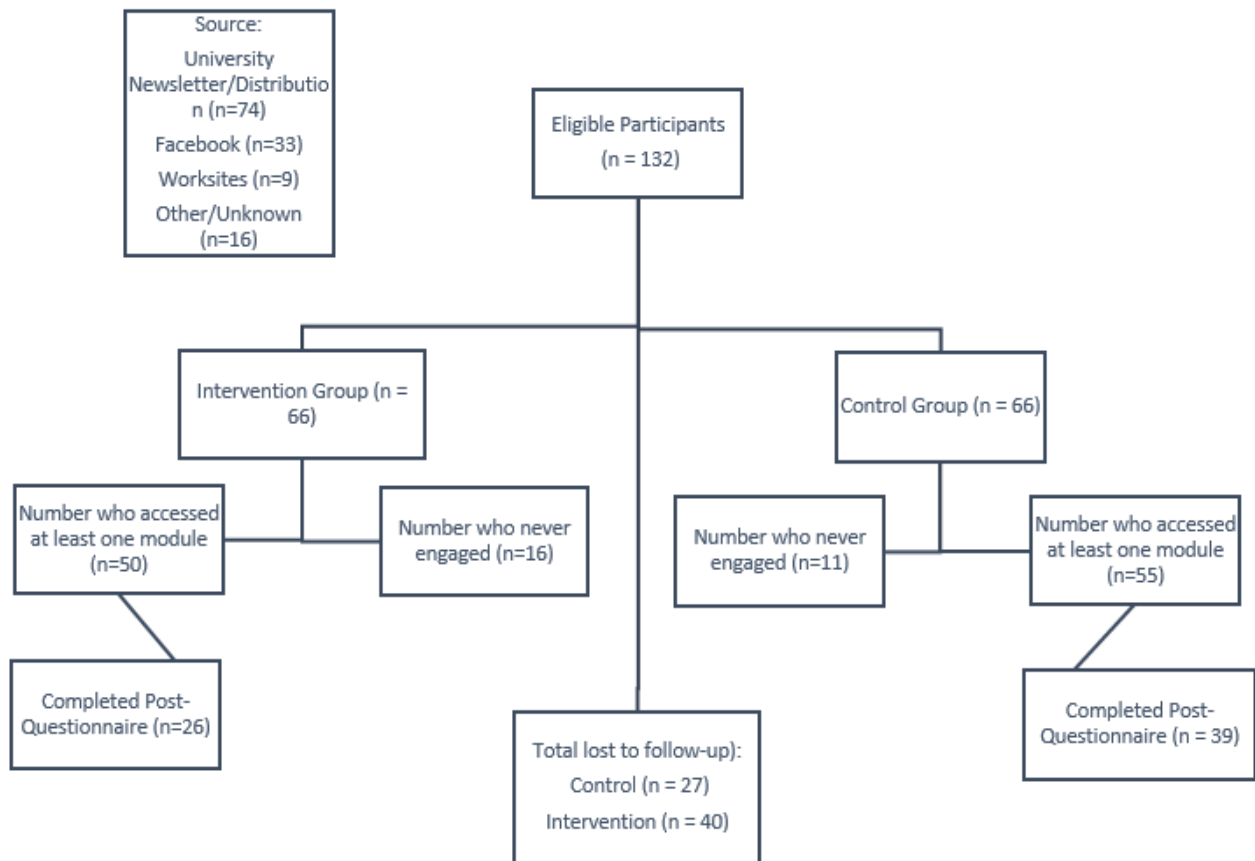 Source:
University
Newsletter/Distributio
n (n=74)
Facebook (n=33)
Worksites (n=9)
Other/Unknown
(n=16)
Eligible Participants
(n = 132)
Intervention Group (n =
66)
Control Group (n = 66)
Number who accessed
at least one module
(n=50)
Number who never
engaged (n=16)
Number who never
engaged (n=11)
Number who accessed
at least one module
(n=55)
Completed Post-
Questionnaire (n=26)
Total lost to follow-up):
Control (n = 27)
Intervention (n = 40)
Completed Post-
Questionnaire (n = 39)